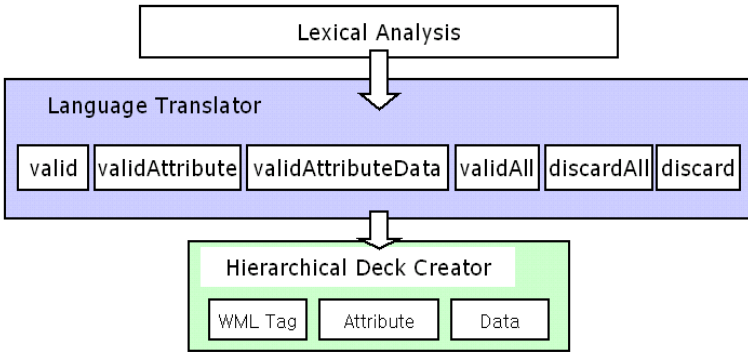 Lexical Analysis
Language Translator
valid validAttribute validAttributeData validAll discardAll discard
Hierarchical Deck Creator
WML Tag Attribute Data